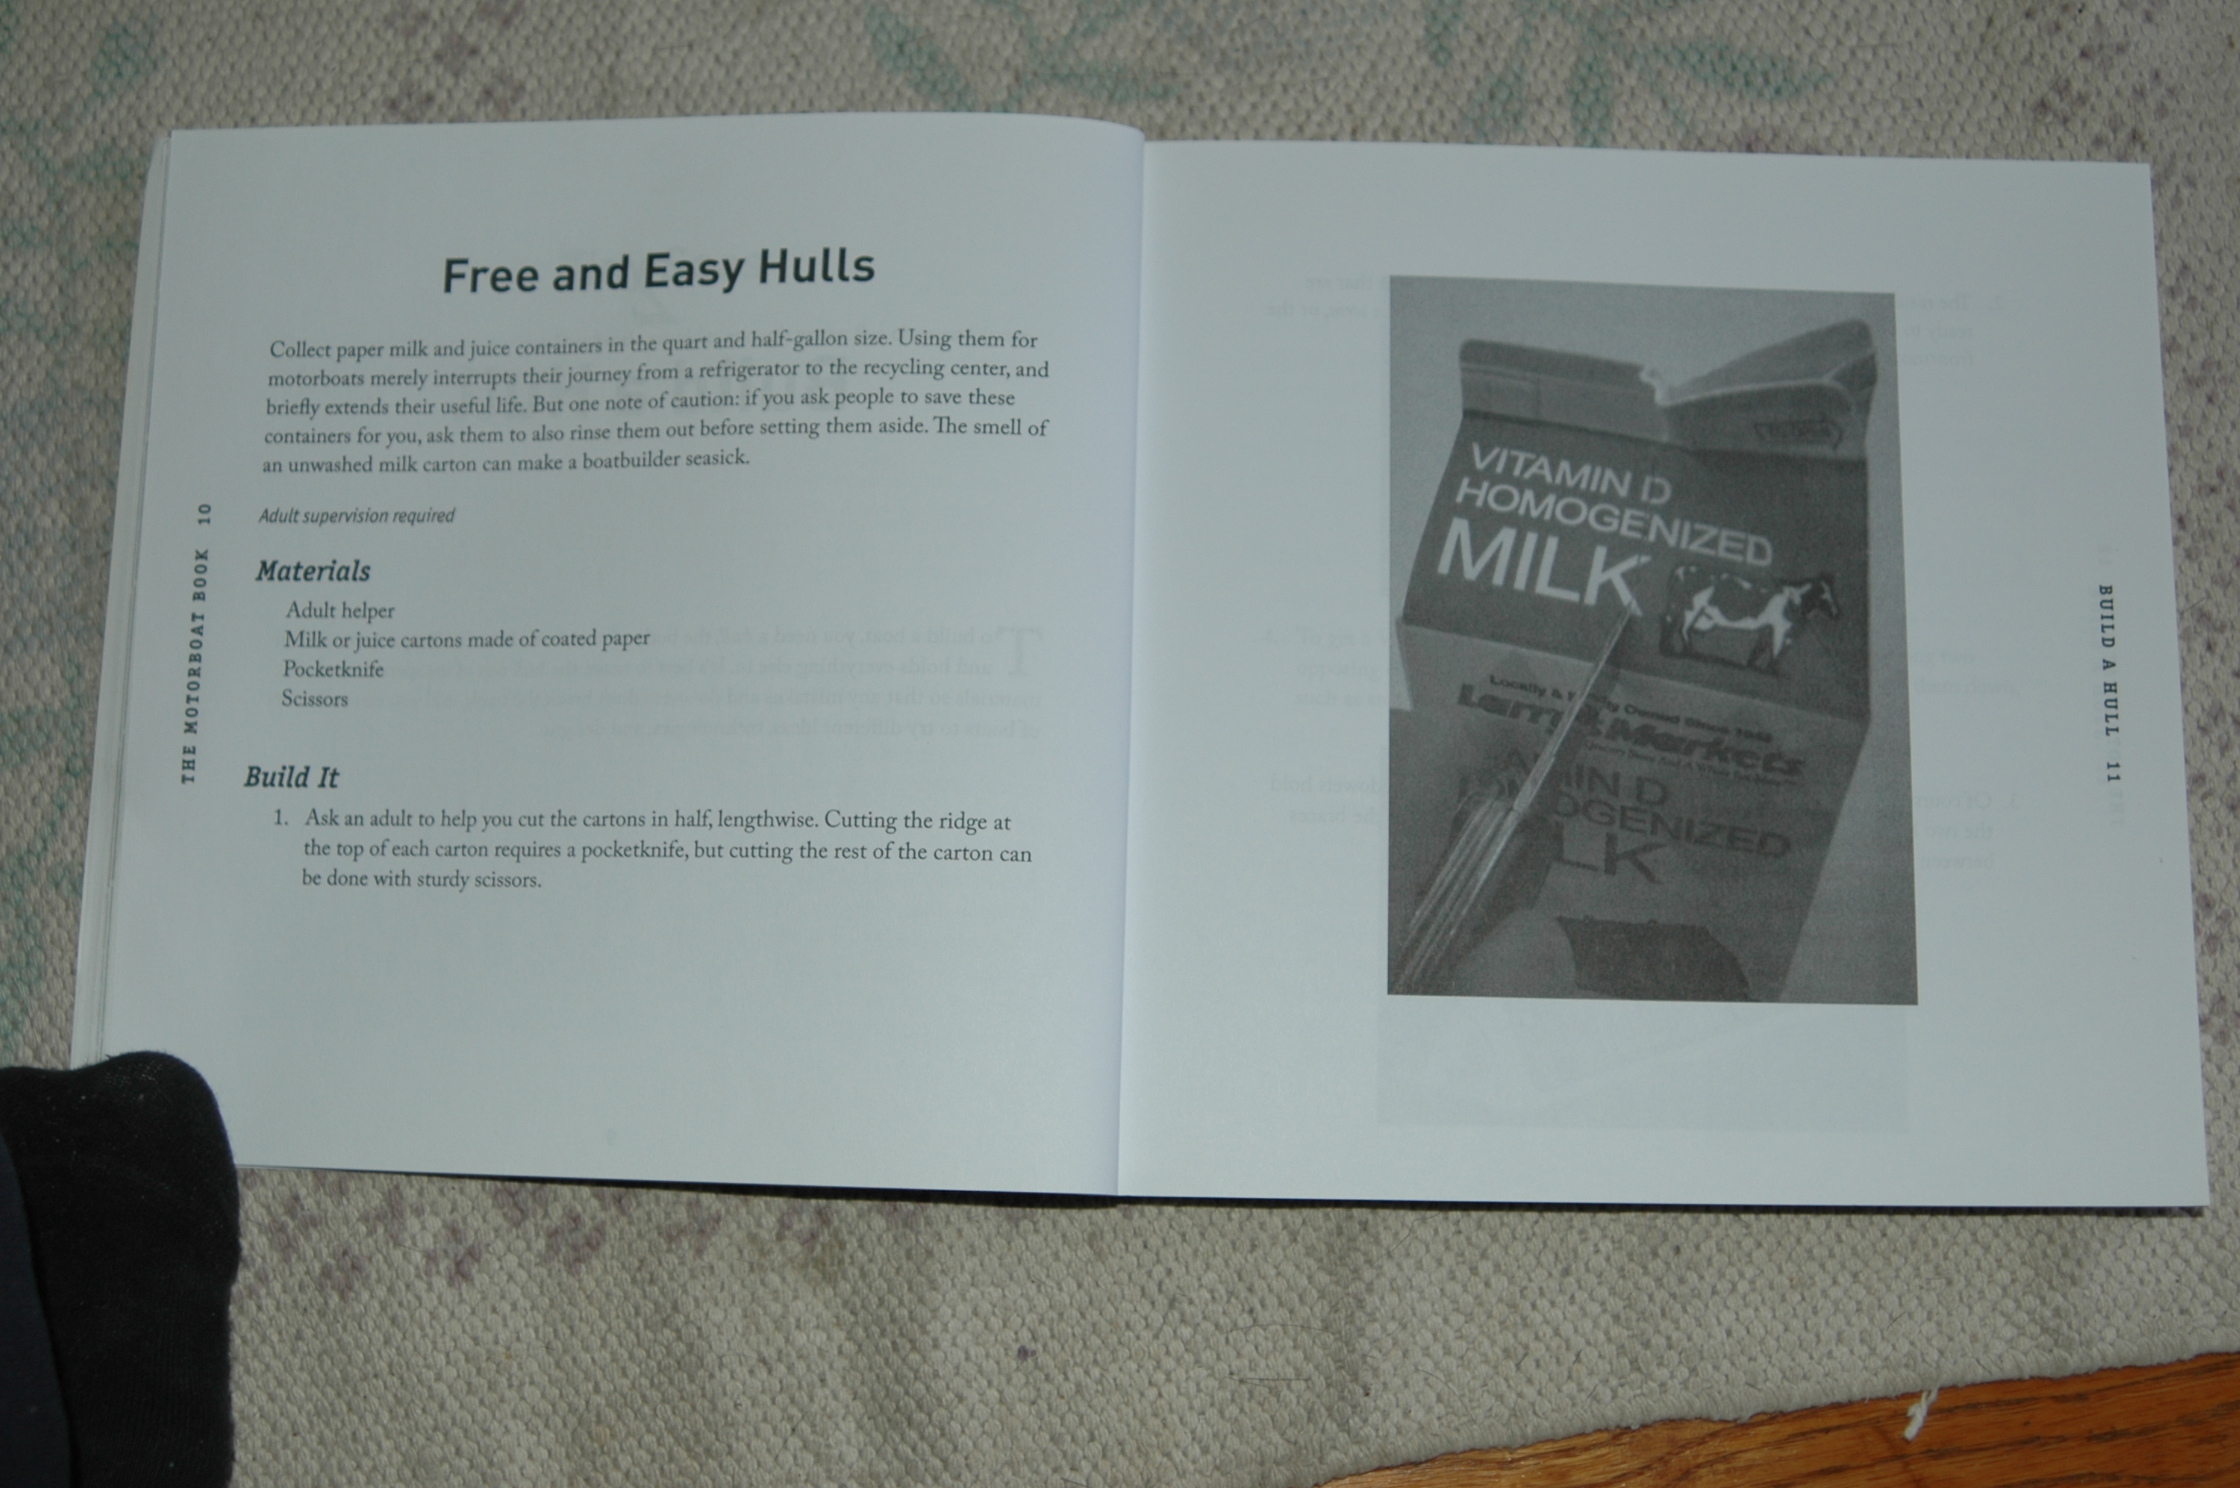 THE MOTORBOAT BOOK 10
Free and Easy Hulls
Collect paper milk and juice containers in the quart and half-gallon size. Using them for
motorboats merely interrupts their journey from a refrigerator to the recycling center, and
briefly extends their useful life. But one note of caution: if you ask people to save these
containers for you, ask them to also rinse them out before setting them aside. The smell of
an unwashed milk carton can make a boatbuilder seasick.
Adult supervision required
Materials
Adult helper
Milk or juice cartons made of coated paper
Pocketknife
Scissors
Build It
1. Ask an adult to help you cut the cartons in half, lengthwise. Cutting the ridge at
the top of each carton requires a pocketknife, but cutting the rest of the carton can
be done with sturdy scissors.
BUILD A HULL 11
VITAMIN D
HOMOGENIZED
MILK
Locally &
Markets